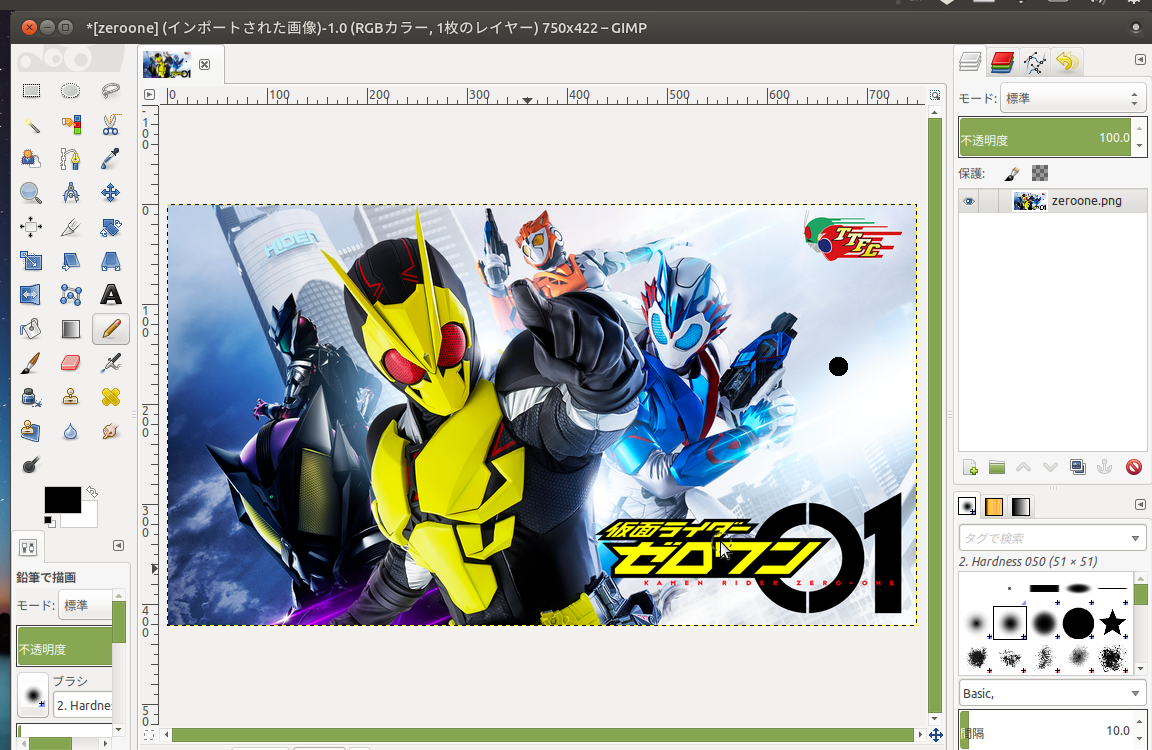 *[zeroone] (インポートされた画像)-1.0 (RGBカラー, 1枚のレイヤー) 750x422 – GIMP
0 100 200 300 400 500 600 700
100
0
100
200
300
400
500
モード: 標準
不透明度 100.0
保護:
zeroone.png
HIDEN
TTFC
仮面ライダー
ゼロワン
01
KAMEN RIDER ZERO-ONE
鉛筆で描画
モード: 標準
不透明度
ブラシ
2. Hardne
タグで検索
2. Hardness 050 (51 × 51)
Basic,
間隔 10.0